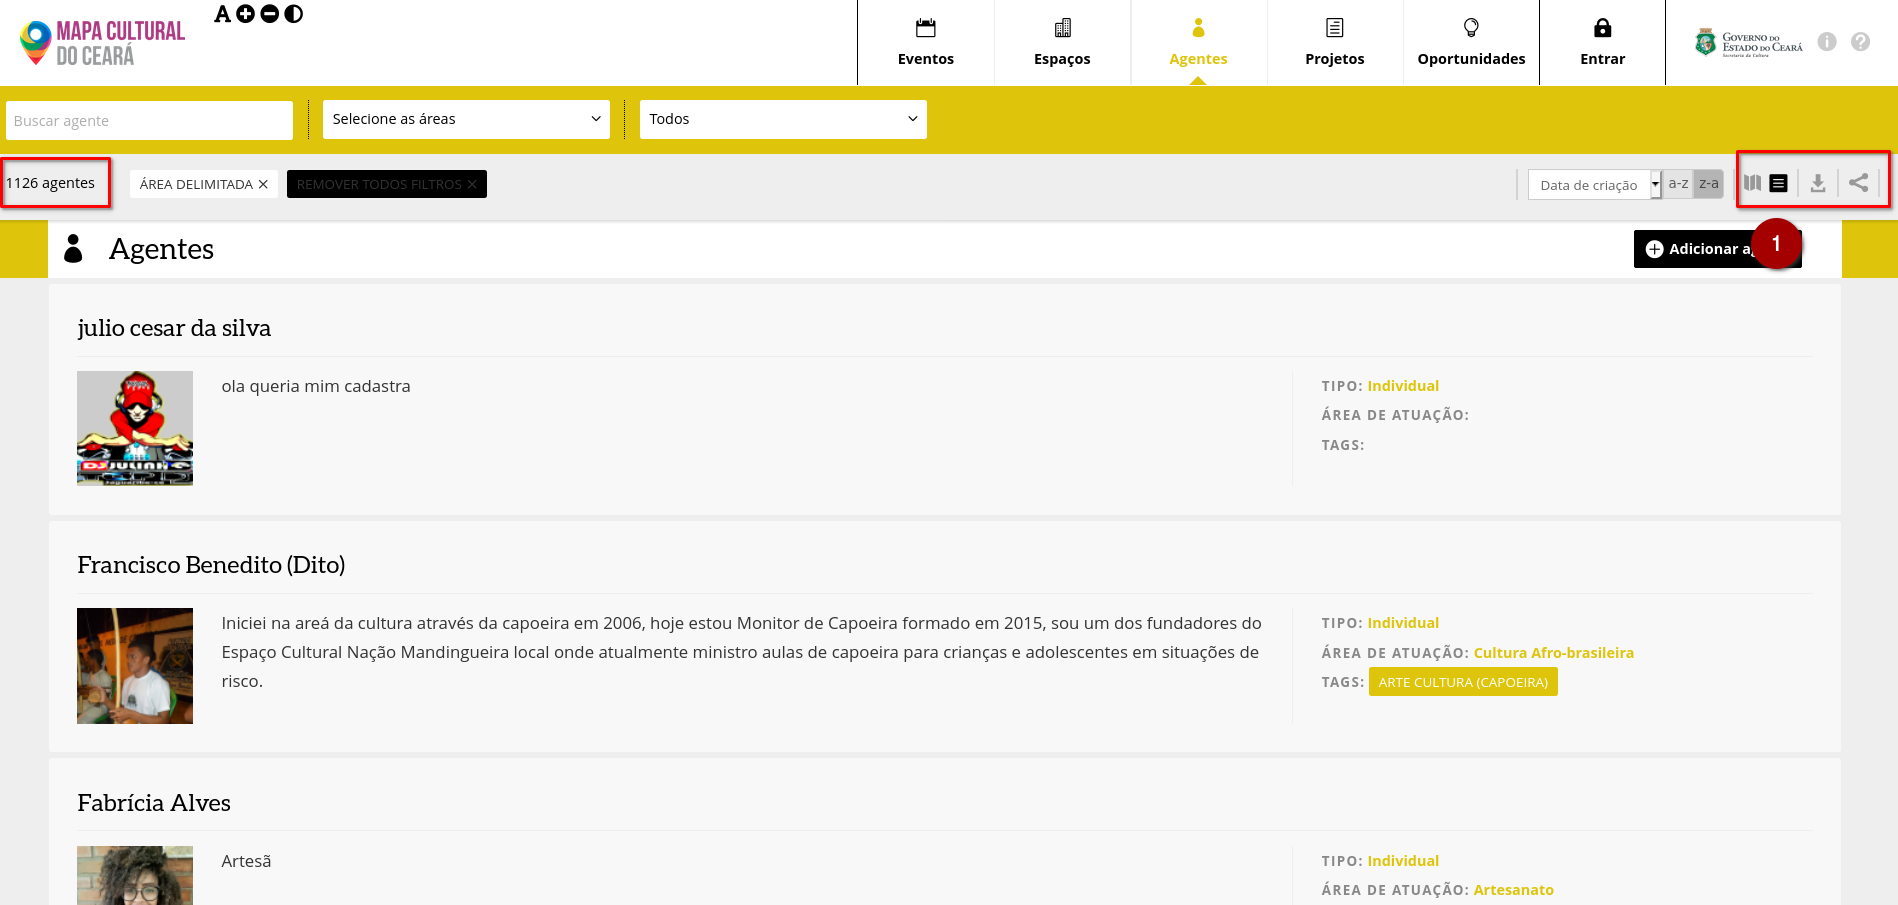 A
MAPA CULTURAL
DO CEARÁ
Eventos
Espaços
Agentes
Projetos
Oportunidades
Entrar
GOVERNO DO
ESTADO DO CEARÁ
Secretaria da Cultura
Buscar agente
Selecione as áreas
Todos
1126 agentes
ÁREA DELIMITADA
REMOVER TODOS FILTROS
Data de criação
a-z
z-a
Agentes
Adicionar a
1
julio cesar da silva
ola queria mim cadastra
TIPO: Individual
ÁREA DE ATUAÇÃO:
TAGS:
DJ JULINHO
Francisco Benedito (Dito)
Iniciei na areá da cultura através da capoeira em 2006, hoje estou Monitor de Capoeira formado em 2015, sou um dos fundadores do
Espaço Cultural Nação Mandingueira local onde atualmente ministro aulas de capoeira para crianças e adolescentes em situações de
risco.
TIPO: Individual
ÁREA DE ATUAÇÃO: Cultura Afro-brasileira
TAGS: ARTE CULTURA (CAPOEIRA)
Fabrícia Alves
Artesã
TIPO: Individual
ÁREA DE ATUAÇÃO: Artesanato